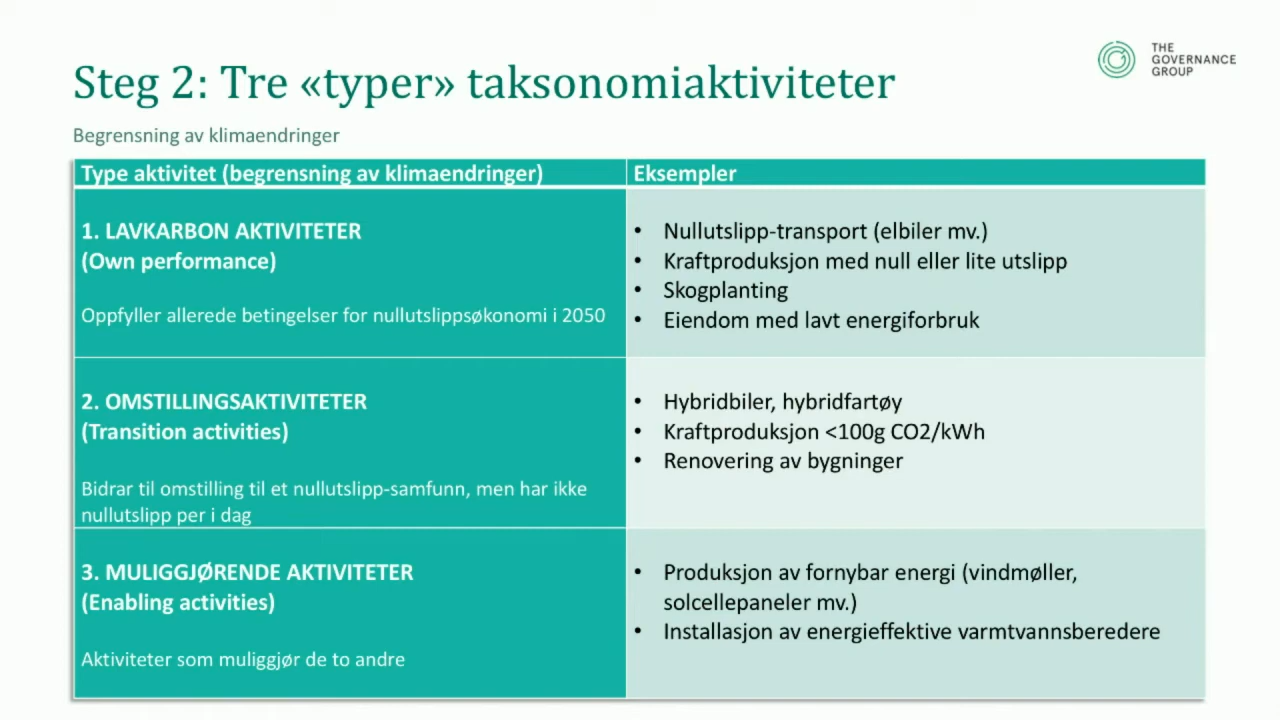 THE
GOVERNANCE
GROUP
Steg 2: Tre «typer» taksonomiaktiviteter
Begrensning av klimaendringer
Type aktivitet (begrensning av klimaendringer)
Eksempler
1. LAVKARBON AKTIVITETER
(Own performance)
Oppfyller allerede betingelser for nullutslippsøkonomi i 2050
• Nullutslipp-transport (elbiler mv.)
• Kraftproduksjon med null eller lite utslipp
• Skogplanting
• Eiendom med lavt energiforbruk
2. OMSTILLINGSAKTIVITETER
(Transition activities)
Bidrar til omstilling til et nullutslipp-samfunn, men har ikke
nullutslipp per i dag
• Hybridbiler, hybridfartøy
• Kraftproduksjon <100g CO2/kWh
• Renovering av bygninger
3. MULIGGJØRENDE AKTIVITETER
(Enabling activities)
Aktiviteter som muliggjør de to andre
• Produksjon av fornybar energi (vindmøller,
solcellepaneler mv.)
• Installasjon av energieffektive varmtvannsberedere